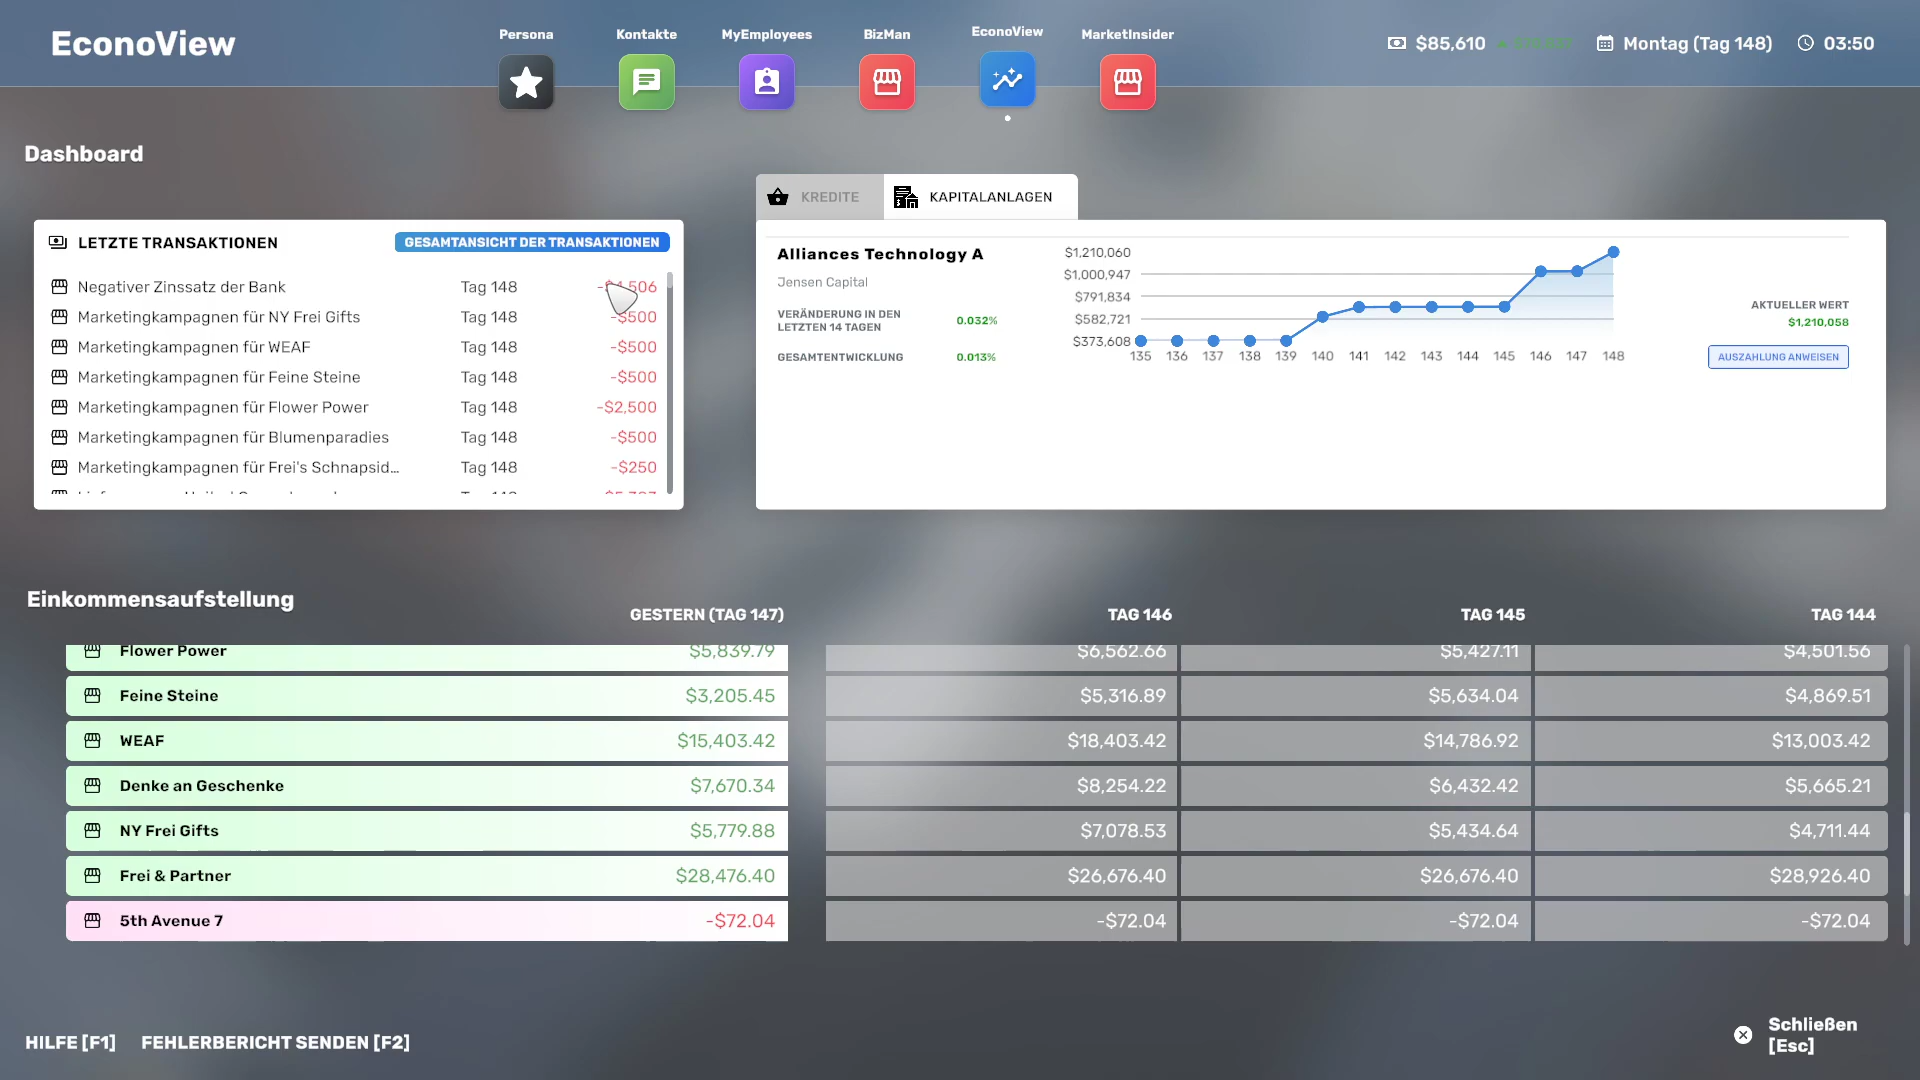 EconoView
Persona
Kontakte
MyEmployees
BizMan
EconoView
MarketInsider
$85,610
Montag (Tag 148)
03:50
Dashboard
LETZTE TRANSAKTIONEN
GESAMTANSICHT DER TRANSAKTIONEN
Negativer Zinssatz der Bank Tag 148
Marketingkampagnen für NY Frei Gifts Tag 148 -$500
Marketingkampagnen für WEAF Tag 148 -$500
Marketingkampagnen für Feine Steine Tag 148 -$500
Marketingkampagnen für Flower Power Tag 148 -$2,500
Marketingkampagnen für Blumenparadies Tag 148 -$500
Marketingkampagnen für Frei's Schnapsid... Tag 148 -$250
KREDITE
KAPITALANLAGEN
Alliances Technology A
Jensen Capital
VERÄNDERUNG IN DEN
LETZTEN 14 TAGEN
0.032%
GESAMTENTWICKLUNG
0.013%
$1,210,060
$1,000,947
$791,834
$582,721
$373,608
135 136 137 138 139 140 141 142 143 144 145 146 147 148
AKTUELLER WERT
$1,210,058
AUSZAHLUNG ANWEISEN
Einkommensaufstellung
GESTERN (TAG 147) TAG 146 TAG 145 TAG 144
Flower Power $5,839.79 $6,562.66 $5,427.11 $4,501.56
Feine Steine $3,205.45 $5,316.89 $5,634.04 $4,869.51
WEAF $15,403.42 $18,403.42 $14,786.92 $13,003.42
Denke an Geschenke $7,670.34 $8,254.22 $6,432.42 $5,665.21
NY Frei Gifts $5,779.88 $7,078.53 $5,434.64 $4,711.44
Frei & Partner $28,476.40 $26,676.40 $26,676.40 $28,926.40
5th Avenue 7 -$72.04 -$72.04 -$72.04 -$72.04
HILFE [F1]
FEHLERBERICHT SENDEN [F2]
Schließen
[Esc]